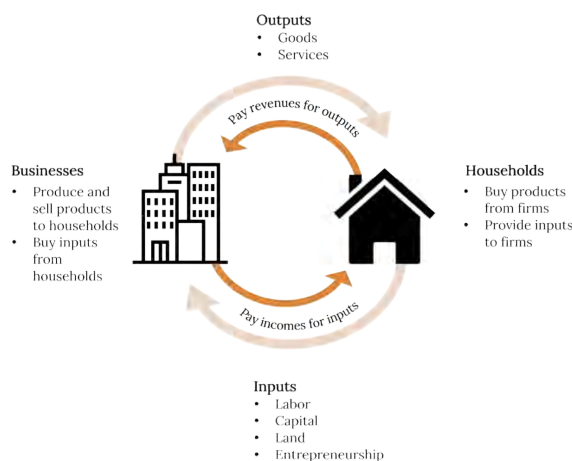 Outputs
• Goods
• Services
Pay revenues for outputs
Businesses
• Produce and
sell products
to households
• Buy inputs
from
households
Households
• Buy products
from firms
• Provide inputs
to firms
Pay incomes for inputs
Inputs
• Labor
• Capital
• Land
• Entrepreneurship